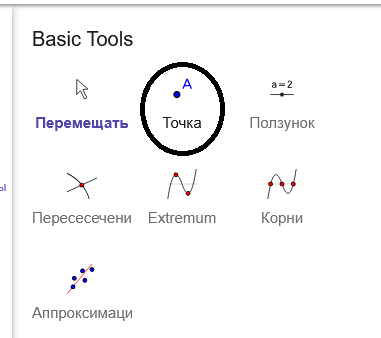 Basic Tools
A
a = 2
Перемещать
Точка
Ползунок
ы
Пересесечени
Extremum
Корни
Аппроксимаци